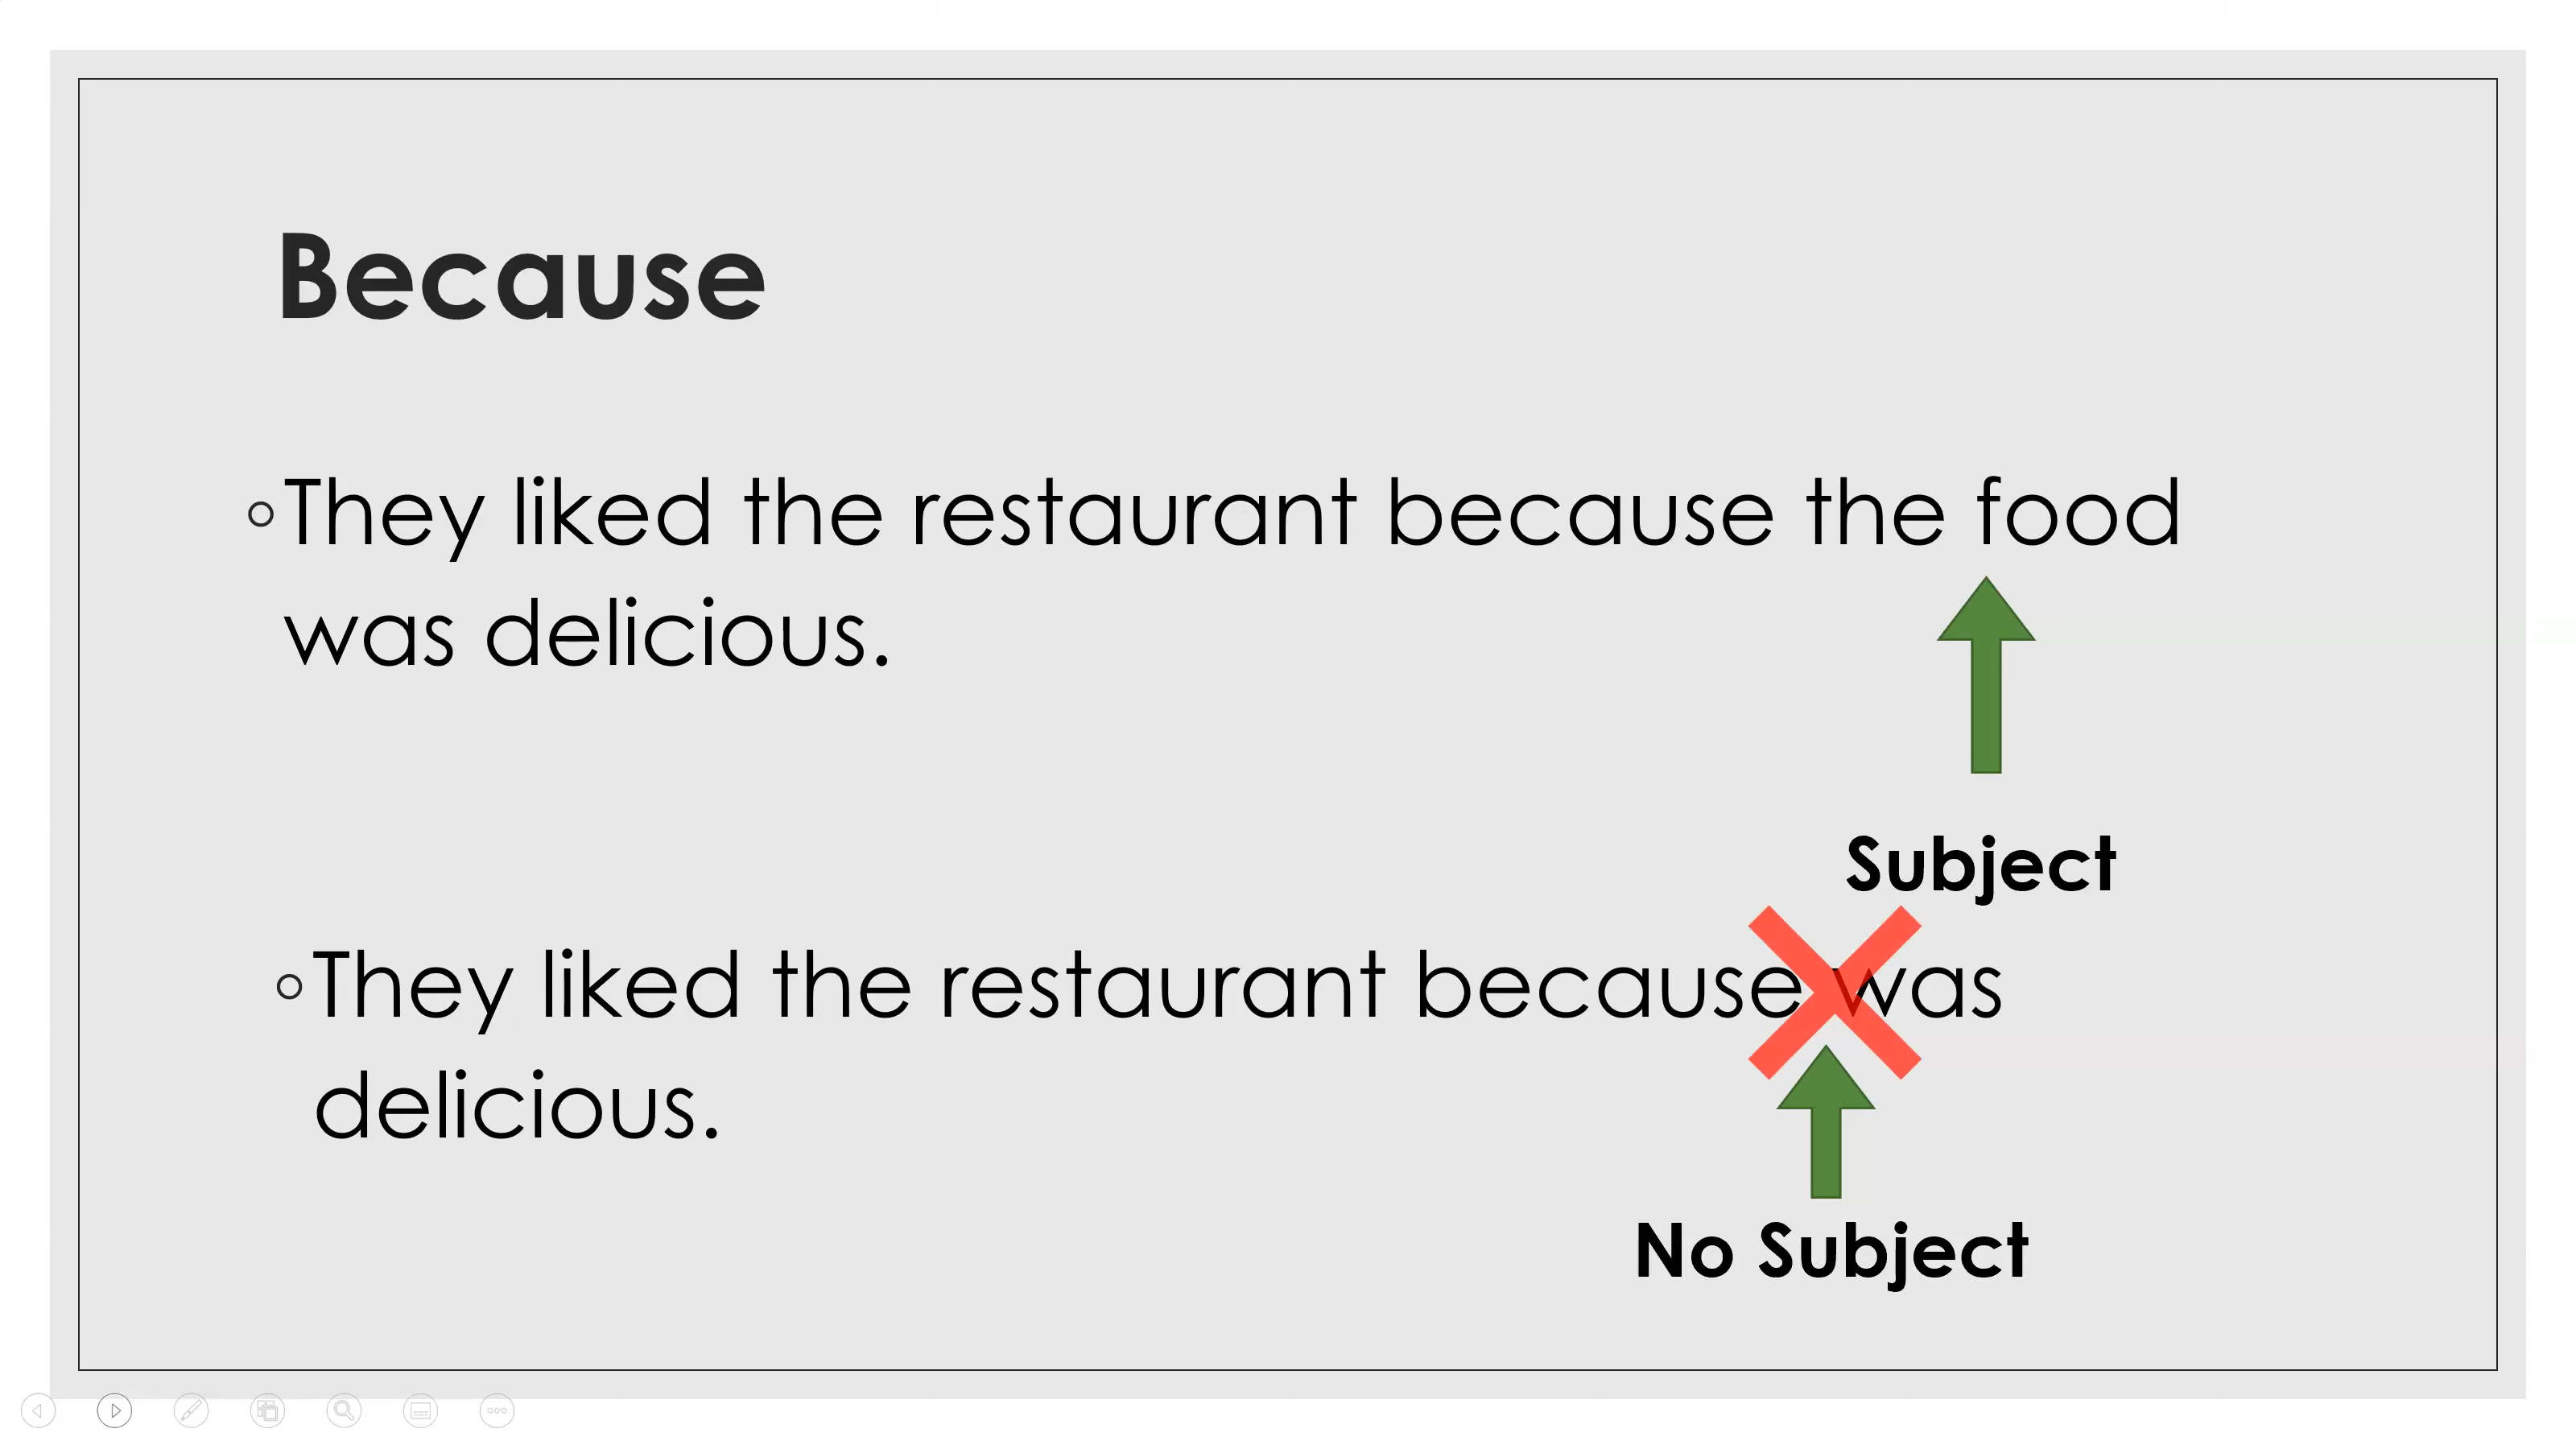 Because
They liked the restaurant because the food
was delicious.
Subject
They liked the restaurant because was
delicious.
No Subject